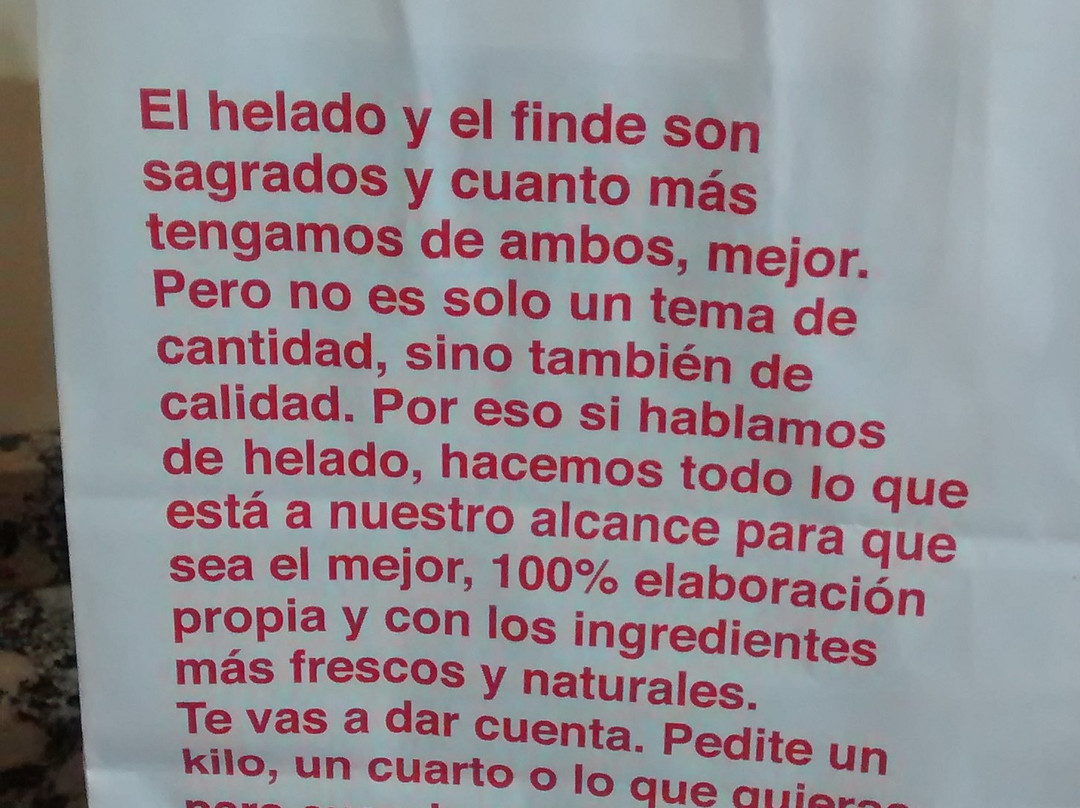 El helado y el finde son
sagrados y cuanto más
tengamos de ambos, mejor.
Pero no es solo un tema de
cantidad, sino también de
calidad. Por eso si hablamos
de helado, hacemos todo lo que
está a nuestro alcance para que
sea el mejor, 100% elaboración
propia y con los ingredientes
más frescos y naturales.
Te vas a dar cuenta. Pedite un
kilo, un cuarto o lo que quieras